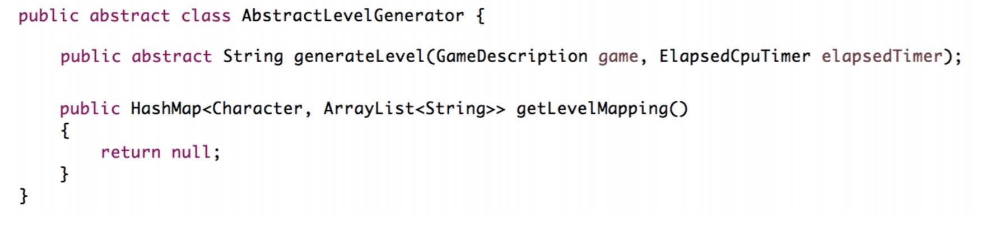 public abstract class AbstractLevelGenerator {
public abstract String generateLevel(GameDescription game, ElapsedCpuTimer elapsedTimer);
public HashMap<Character, ArrayList<String>> getLevelMapping()
{
return null;
}
}